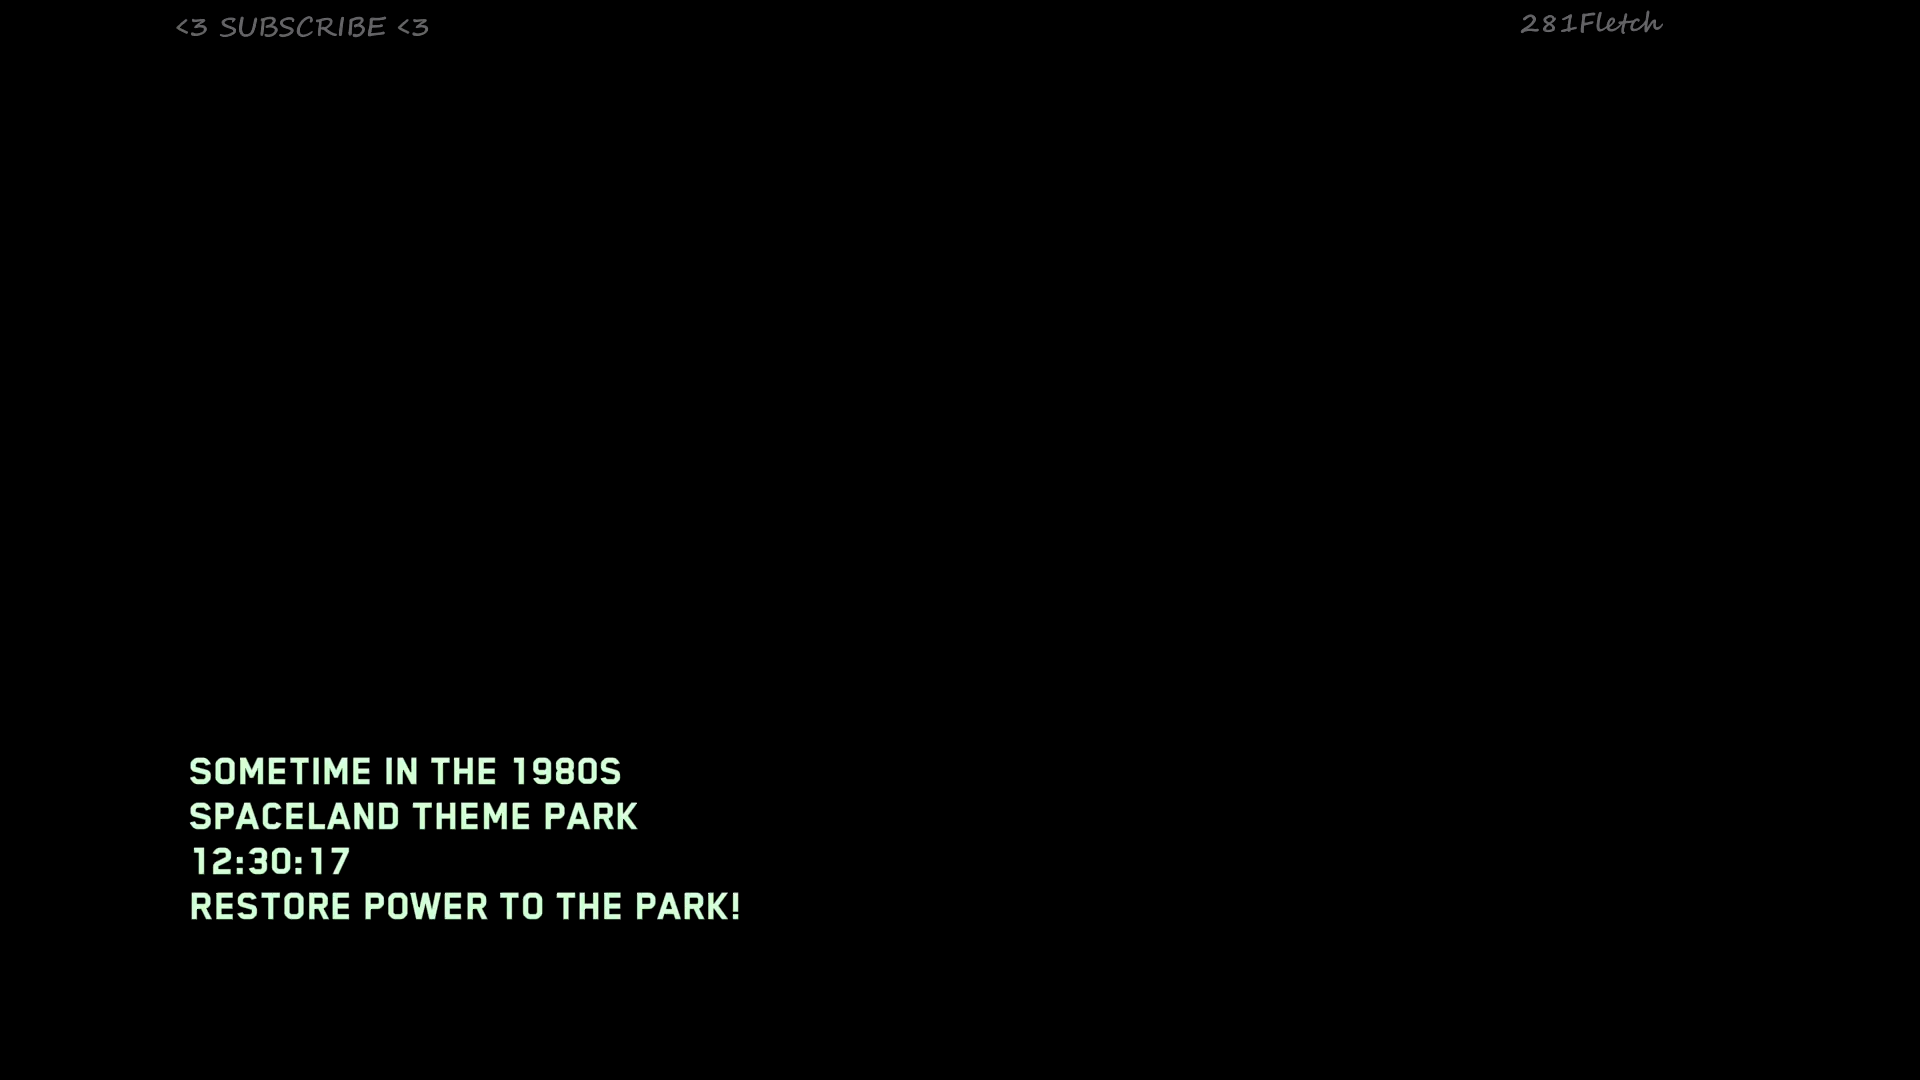 <3 SUBSCRIBE <3
281Fletch
SOMETIME IN THE 1980S
SPACELAND THEME PARK
12:30:17
RESTORE POWER TO THE PARK!